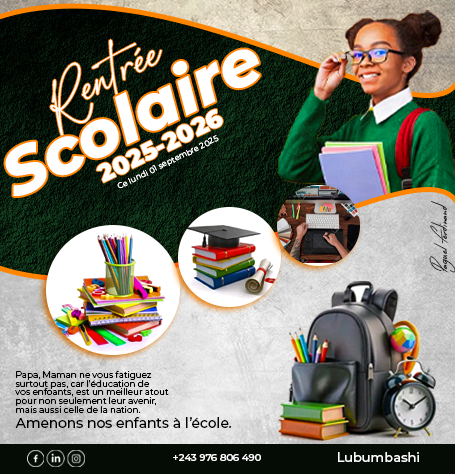 Rentrée
Scolaire
2025-2026
Ce lundi 01 septembre 2025
Papa, Maman ne vous fatiguez
surtout pas, car l'éducation de
vos enfoants, est un meilleur atout
pour non seulement leur avenir,
mais aussi celle de la nation.
Amenons nos enfants à l'école.
+243 976 806 490
Lubumbashi